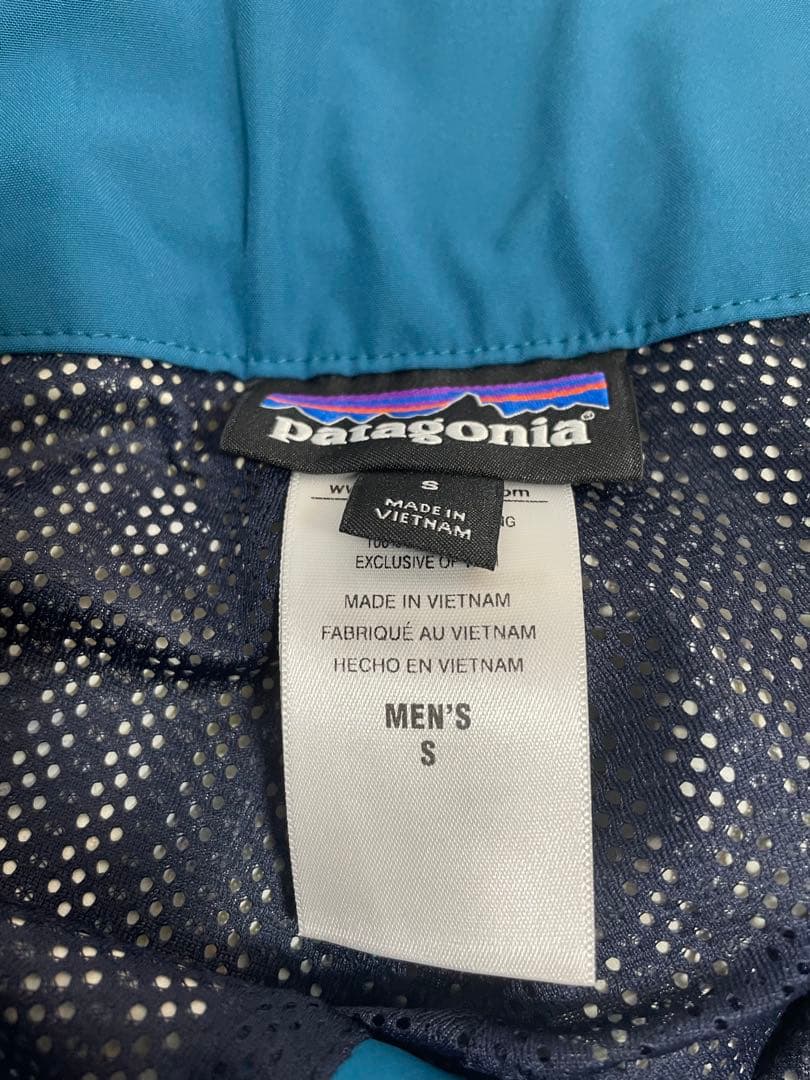 patagonia®
S
MADE IN
VIETNAM
EXCLUSIVE OF
MADE IN VIETNAM
FABRIQUÉ AU VIETNAM
HECHO EN VIETNAM
MEN'S
S